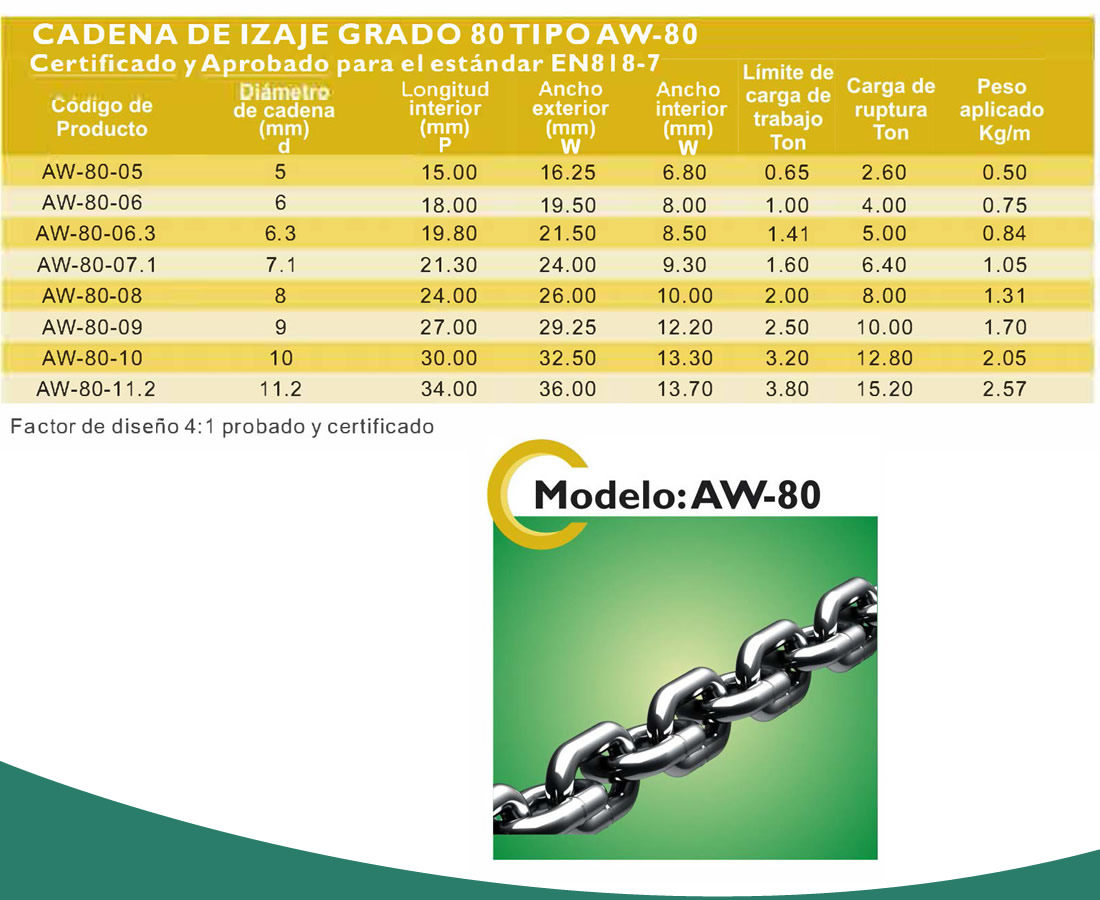 CADENA DE IZAJE GRADO 80 TIPO AW-80
Certificado y Aprobado para el estándar EN818-7
Código de Producto
Diámetro de cadena (mm) d
Longitud interior (mm) P
Ancho exterior (mm) W
Ancho interior (mm) W
Límite de carga de trabajo Ton
Carga de ruptura Ton
Peso aplicado Kg/m
AW-80-05 5 15.00 16.25 6.80 0.65 2.60 0.50
AW-80-06 6 18.00 19.50 8.00 1.00 4.00 0.75
AW-80-06.3 6.3 19.80 21.50 8.50 1.41 5.00 0.84
AW-80-07.1 7.1 21.30 24.00 9.30 1.60 6.40 1.05
AW-80-08 8 24.00 26.00 10.00 2.00 8.00 1.31
AW-80-09 9 27.00 29.25 12.20 2.50 10.00 1.70
AW-80-10 10 30.00 32.50 13.30 3.20 12.80 2.05
AW-80-11.2 11.2 34.00 36.00 13.70 3.80 15.20 2.57
Factor de diseño 4:1 probado y certificado
Modelo: AW-80